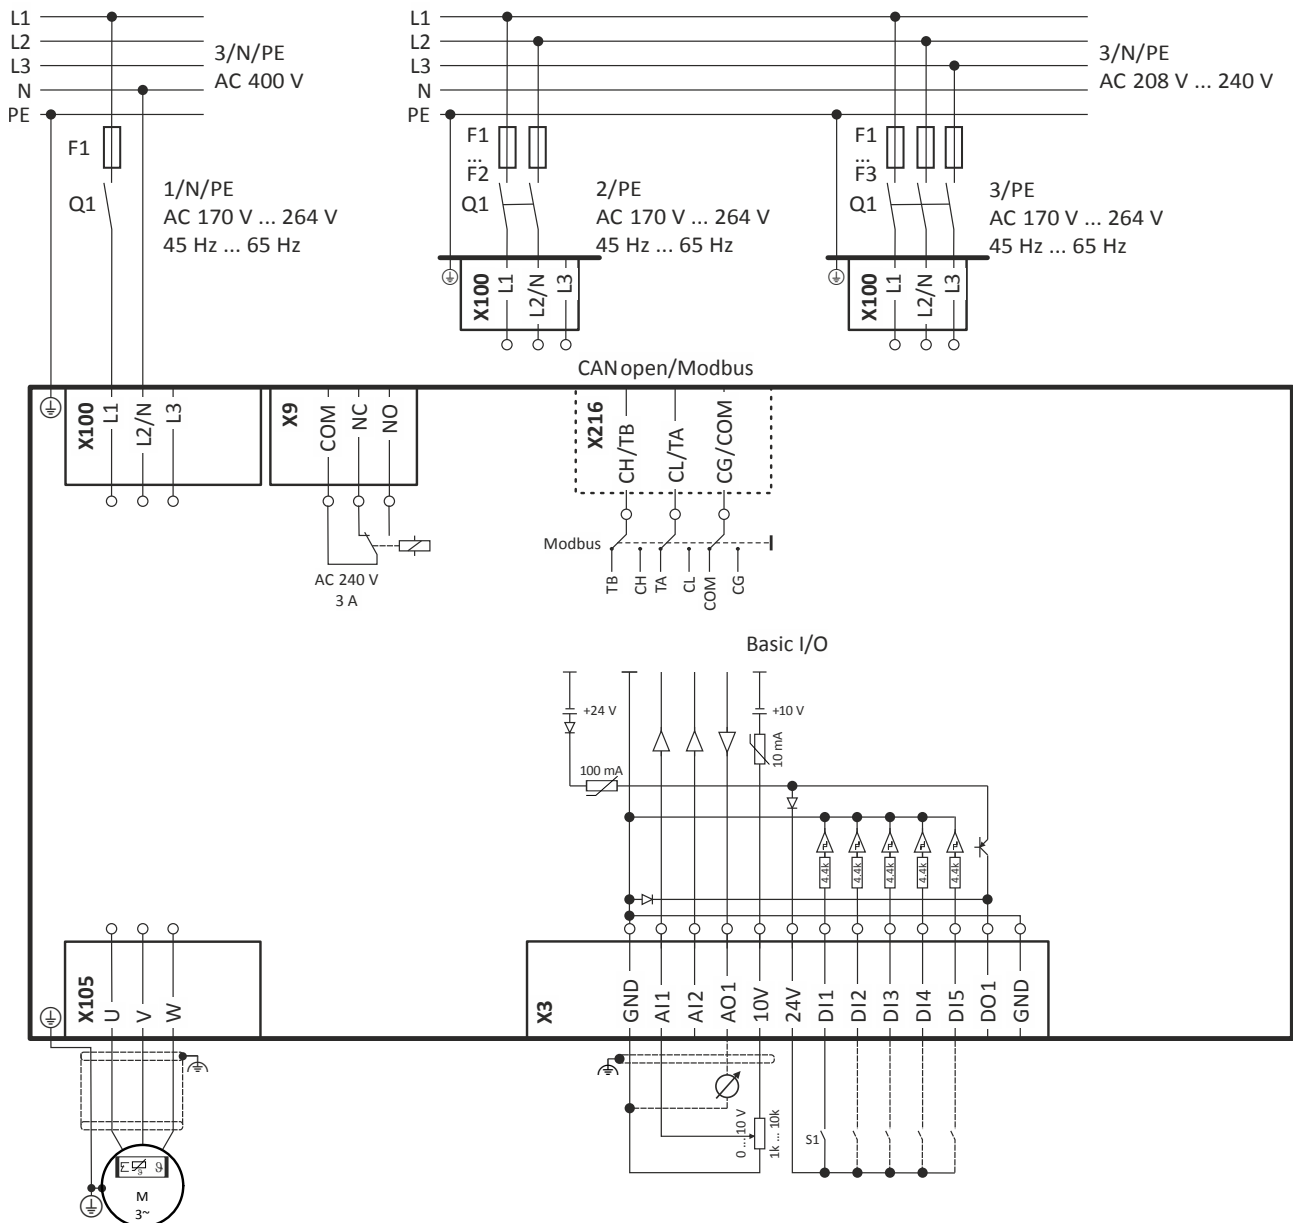 L1
L2
L3
N
PE
3/N/PE
AC 400 V
F1
Q1
1/N/PE
AC 170 V ... 264 V
45 Hz ... 65 Hz
L1
L2
L3
N
PE
3/N/PE
AC 208 V ... 240 V
F1
...
F2
Q1
2/PE
AC 170 V ... 264 V
45 Hz ... 65 Hz
F1
...
F3
Q1
3/PE
AC 170 V ... 264 V
45 Hz ... 65 Hz
X100
L1
L2/N
L3
X100
L1
L2/N
L3
CANopen/Modbus
X100
L1
L2/N
L3
X9
COM
NC
NO
AC 240 V
3 A
X216
CH/TB
CL/TA
CG/COM
Modbus
TB
CH
TA
CL
COM
CG
Basic I/O
+24 V
100 mA
+10 V
10 mA
4.4k
4.4k
4.4k
4.4k
4.4k
X105
U
V
W
X3
GND
AI1
AI2
AO1
10V
24V
DI1
DI2
DI3
DI4
DI5
DO1
GND
0 ... 10 V
1k ... 10k
S1
ϑ
ϑ
M
3~